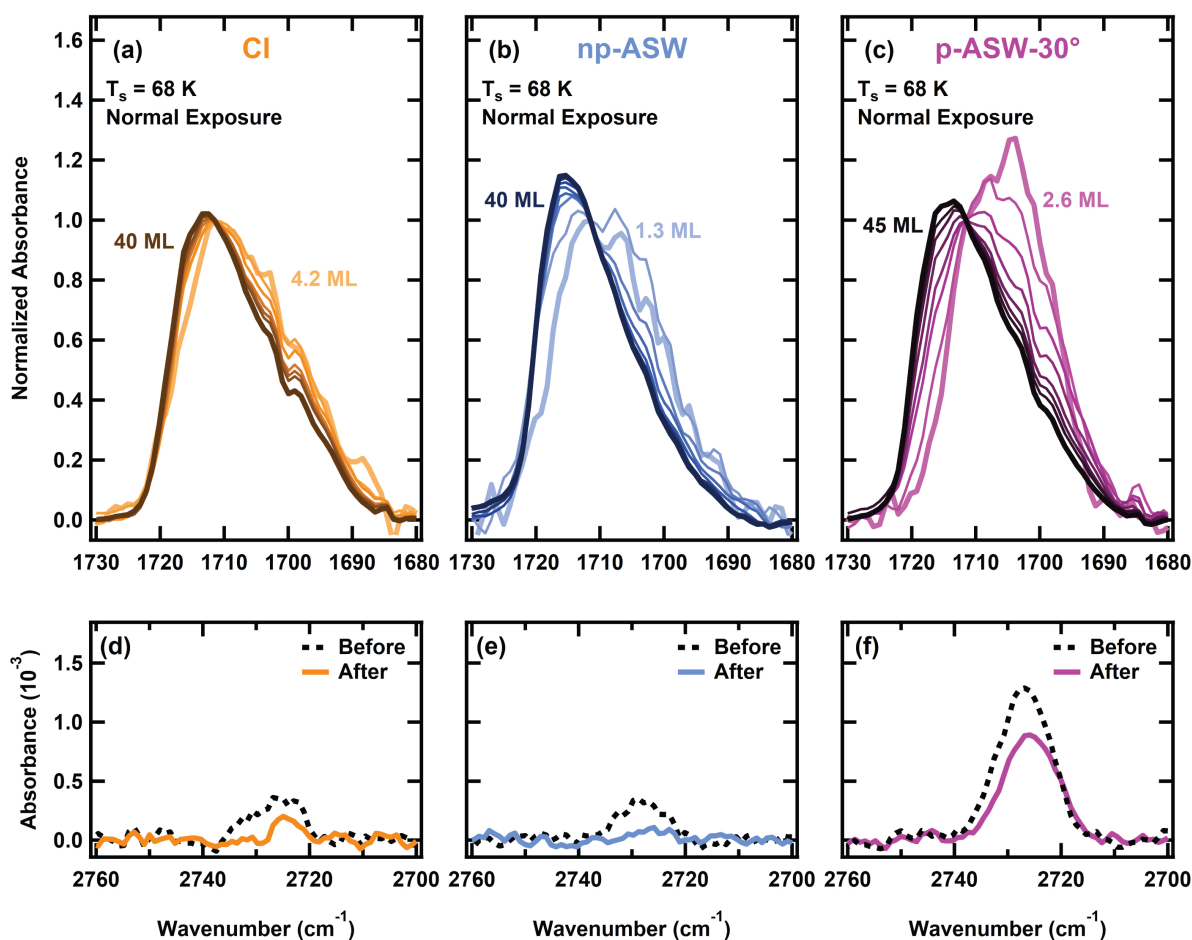 (a) CI
T_s = 68 K
Normal Exposure
40 ML
4.2 ML
Normalized Absorbance
1.6
1.4
1.2
1.0
0.8
0.6
0.4
0.2
0.0
1730 1720 1710 1700 1690 1680
(b) np-ASW
T_s = 68 K
Normal Exposure
40 ML
1.3 ML
1730 1720 1710 1700 1690 1680
(c) p-ASW-30°
T_s = 68 K
Normal Exposure
2.6 ML
45 ML
1730 1720 1710 1700 1690 1680
(d)
Before
After
Absorbance (10⁻³)
1.5
1.0
0.5
0.0
2760 2740 2720 2700
Wavenumber (cm⁻¹)
(e)
Before
After
2760 2740 2720 2700
Wavenumber (cm⁻¹)
(f)
Before
After
2760 2740 2720 2700
Wavenumber (cm⁻¹)